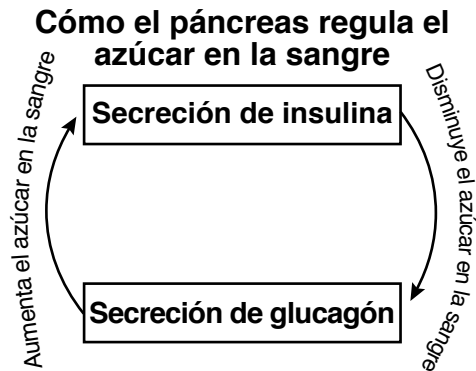 Cómo el páncreas regula el
azúcar en la sangre
Secreción de insulina
Aumenta el azúcar en la sangre
Disminuye el azúcar en la sangre
Secreción de glucagón